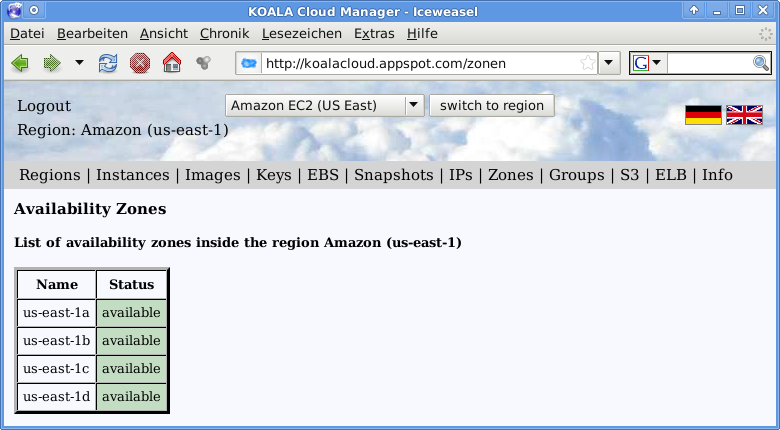 KOALA Cloud Manager - Iceweasel
Datei Bearbeiten Ansicht Chronik Lesezeichen Extras Hilfe
http://koalacloud.appspot.com/zonen G
Logout Amazon EC2 (US East) switch to region
Region: Amazon (us-east-1)
Regions | Instances | Images | Keys | EBS | Snapshots | IPs | Zones | Groups | S3 | ELB | Info
Availability Zones
List of availability zones inside the region Amazon (us-east-1)
Name Status
us-east-1a available
us-east-1b available
us-east-1c available
us-east-1d available